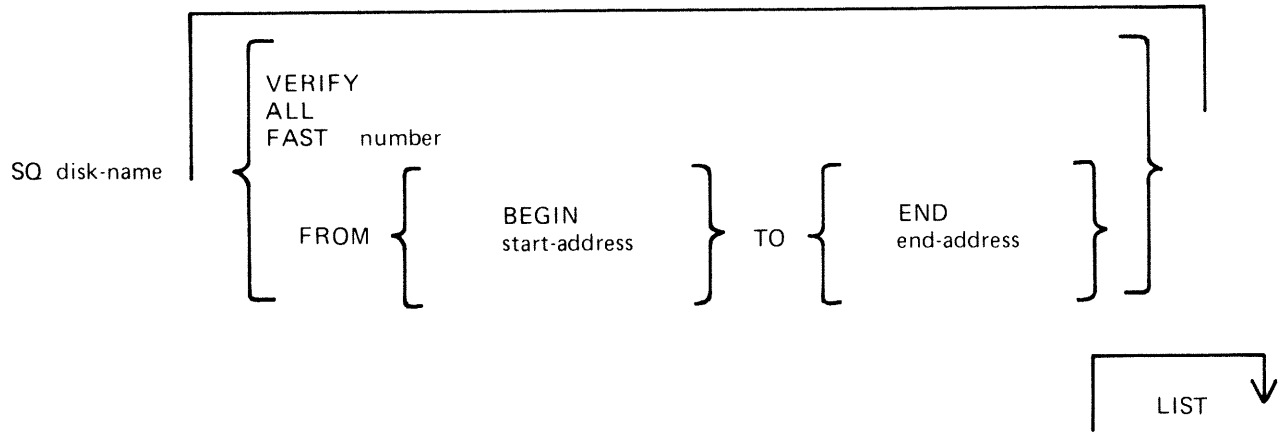 VERIFY
ALL
FAST number
SQ disk-name
FROM BEGIN TO END
start-address end-address
LIST